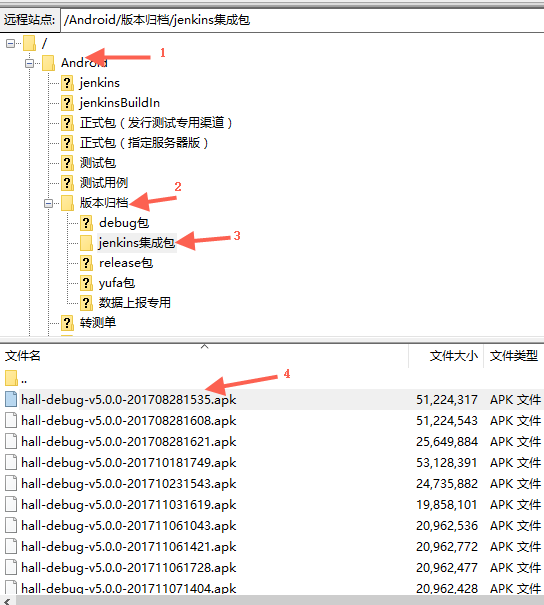 远程站点: /Android/版本归档/jenkins集成包
/
Android 1
jenkins
jenkinsBuildIn
正式包（发行测试专用渠道）
正式包（指定服务器版）
测试包
测试用例
版本归档 2
debug包
jenkins集成包 3
release包
yufa包
数据上报专用
转测单
文件名 文件大小 文件类型
..
4
hall-debug-v5.0.0-201708281535.apk 51,224,317 APK 文件
hall-debug-v5.0.0-201708281608.apk 51,224,543 APK 文件
hall-debug-v5.0.0-201708281621.apk 25,649,884 APK 文件
hall-debug-v5.0.0-201710181749.apk 53,128,391 APK 文件
hall-debug-v5.0.0-201710231543.apk 24,735,882 APK 文件
hall-debug-v5.0.0-201711031619.apk 19,858,101 APK 文件
hall-debug-v5.0.0-201711061043.apk 20,962,536 APK 文件
hall-debug-v5.0.0-201711061421.apk 20,962,772 APK 文件
hall-debug-v5.0.0-201711061728.apk 20,962,477 APK 文件
hall-debug-v5.0.0-201711071404.apk 20,962,428 APK 文件